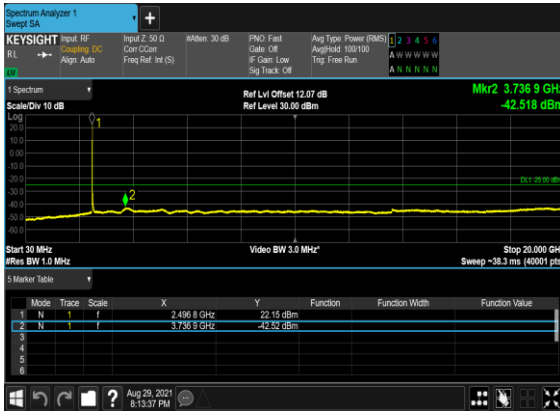 Spectrum Analyzer 1
Swept SA
KEYSIGHT Input: RF Input Z: 50 Ω #Atten: 30 dB PNO: Fast Avg Type: Power (RMS) 1 2 3 4 5 6
RL Coupling: DC Corr CCorr Gate: Off Avg|Hold: 100/100 A W W W W W
Align: Auto Freq Ref: Int (S) IF Gain: Low Trig: Free Run
Sig Track: Off A N N N N N
1 Spectrum Ref Lvl Offset 12.07 dB Mkr2 3.736 9 GHz
Scale/Div 10 dB Ref Level 30.00 dBm -42.518 dBm
Log
20.0
10.0
0.00
-10.0
-20.0
-30.0
-40.0
-50.0
-60.0
1
2
DL1 -25.00 dBm
Start 30 MHz Video BW 3.0 MHz* Stop 20.000 GHz
#Res BW 1.0 MHz Sweep ~38.3 ms (40001 pts)
5 Marker Table
Mode Trace Scale X Y Function Function Width Function Value
1 N 1 f 2.496 8 GHz 22.15 dBm
2 N 1 f 3.736 9 GHz -42.52 dBm
3
4
5
6
? Aug 29, 2021
8:13:37 PM